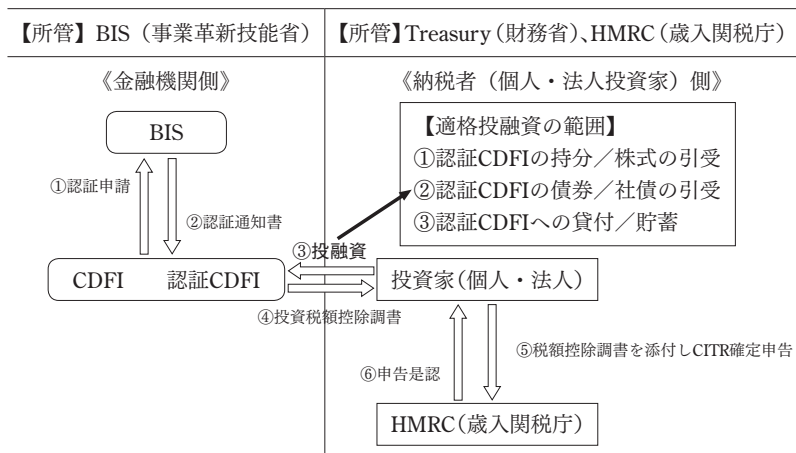 【所管】BIS（事業革新技能省）
【所管】Treasury（財務省）、HMRC（歳入関税庁）
《金融機関側》
《納税者（個人・法人投資家）側》
BIS
【適格投融資の範囲】
①認証CDFIの持分／株式の引受
②認証CDFIの債券／社債の引受
③認証CDFIへの貸付／貯蓄
①認証申請
②認証通知書
③投融資
CDFI 認証CDFI
投資家（個人・法人）
④投資税額控除調書
⑤税額控除調書を添付しCITR確定申告
⑥申告是認
HMRC（歳入関税庁）